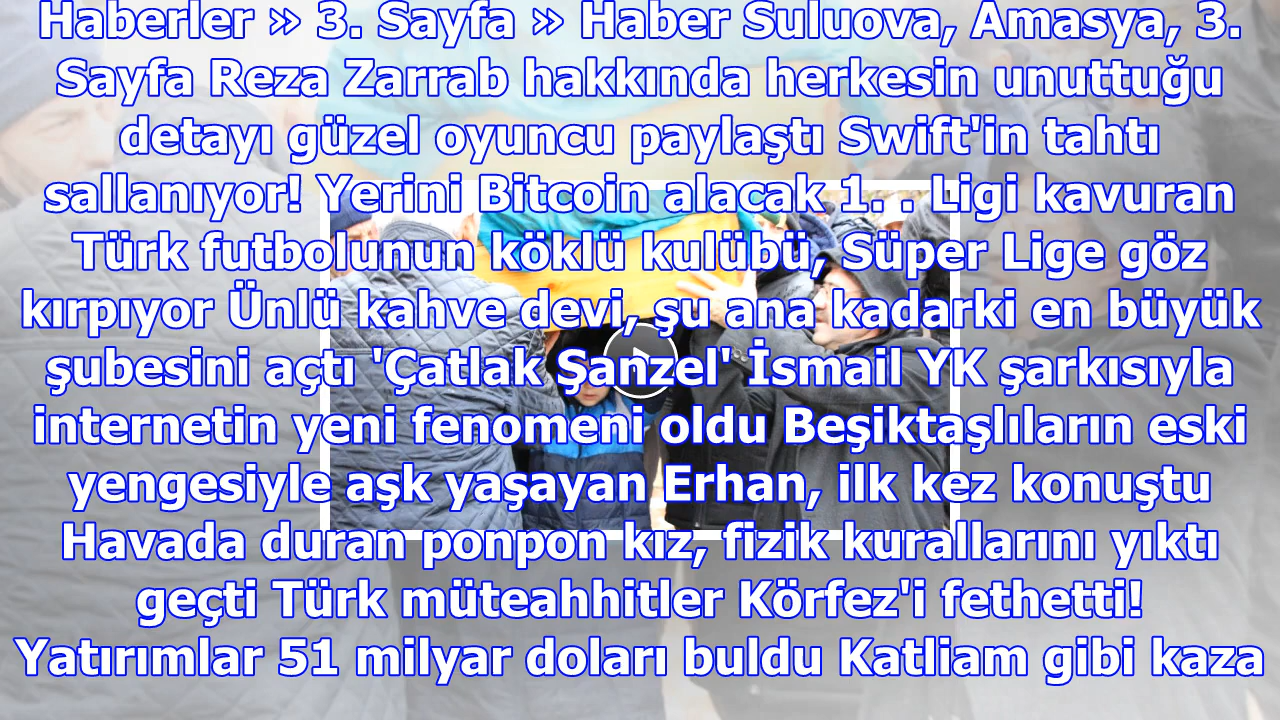 Haberler » 3. Sayfa » Haber Suluova, Amasya, 3.
Sayfa Reza Zarrab hakkında herkesin unuttuğu
detayı güzel oyuncu paylaştı Swift'in tahtı
sallanıyor! Yerini Bitcoin alacak 1. . Ligi kavuran
Türk futbolunun köklü kulübü, Süper Lige göz
kırpıyor Ünlü kahve devi, şu ana kadarki en büyük
şubesini açtı 'Çatlak Şanzel' İsmail YK şarkısıyla
internetin yeni fenomeni oldu Beşiktaşlıların eski
yengesiyle aşk yaşayan Erhan, ilk kez konuştu
Havada duran ponpon kız, fizik kurallarını yıktı
geçti Türk müteahhitler Körfez'i fethetti!
Yatırımlar 51 milyar doları buldu Katliam gibi kaza